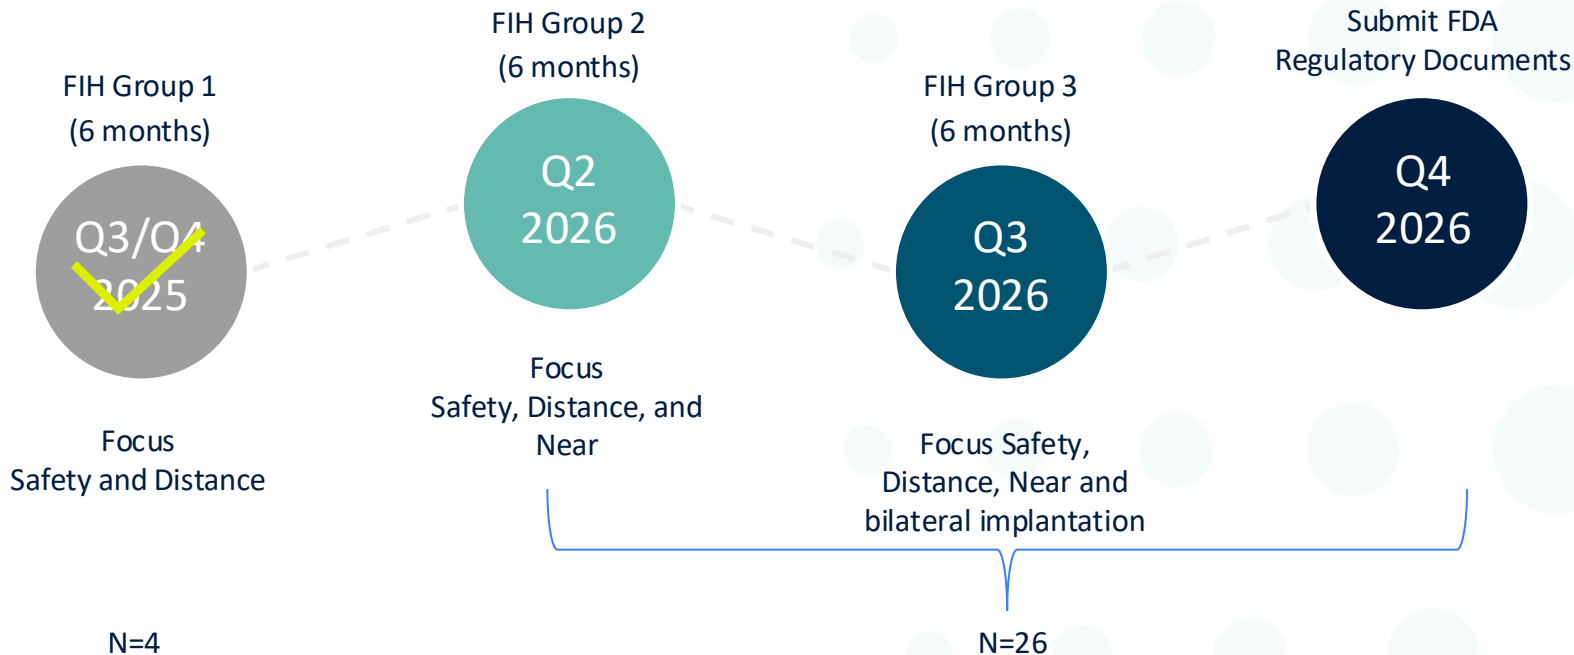 FIH Group 1
(6 months)
Q3/Q4
2025
Focus
Safety and Distance
N=4
FIH Group 2
(6 months)
Q2
2026
Focus
Safety, Distance, and
Near
FIH Group 3
(6 months)
Q3
2026
Focus Safety,
Distance, Near and
bilateral implantation
N=26
Submit FDA
Regulatory Documents
Q4
2026